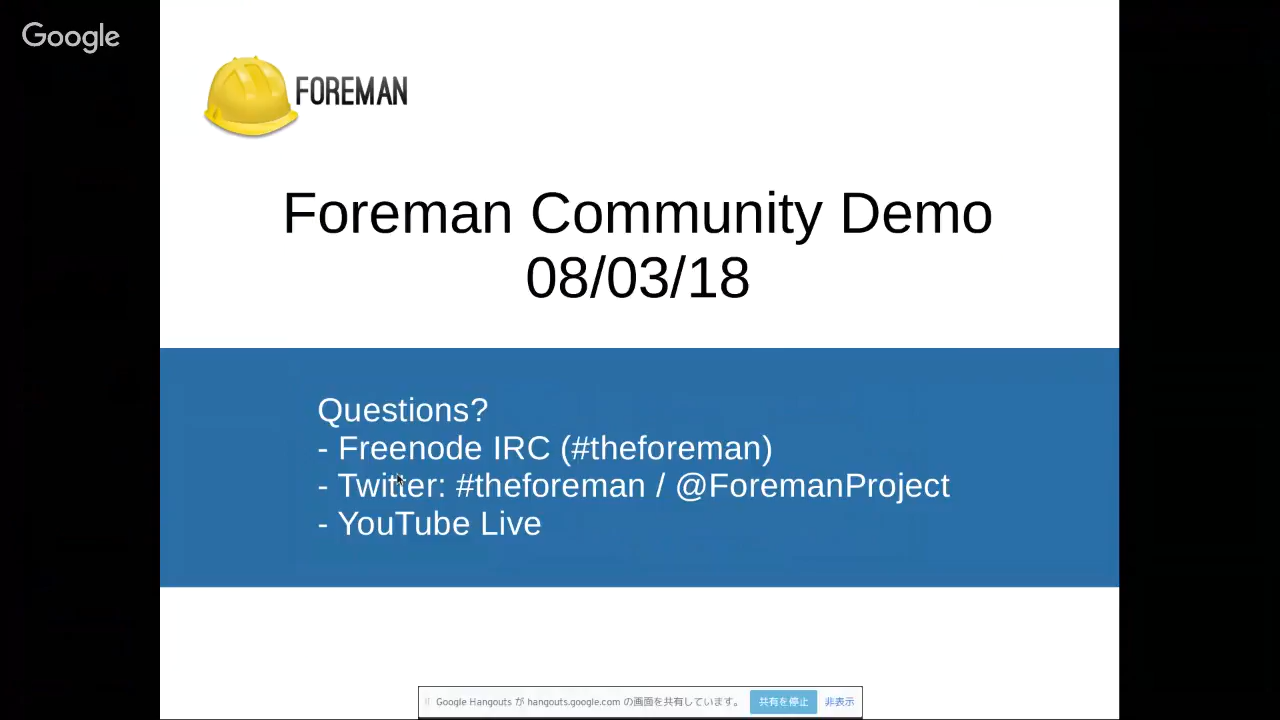 Google
FOREMAN
Foreman Community Demo
08/03/18
Questions?
- Freenode IRC (#theforeman)
- Twitter: #theforeman / @ForemanProject
- YouTube Live
Google Hangouts が hangouts.google.com の画面を共有しています。 共有を停止 非表示